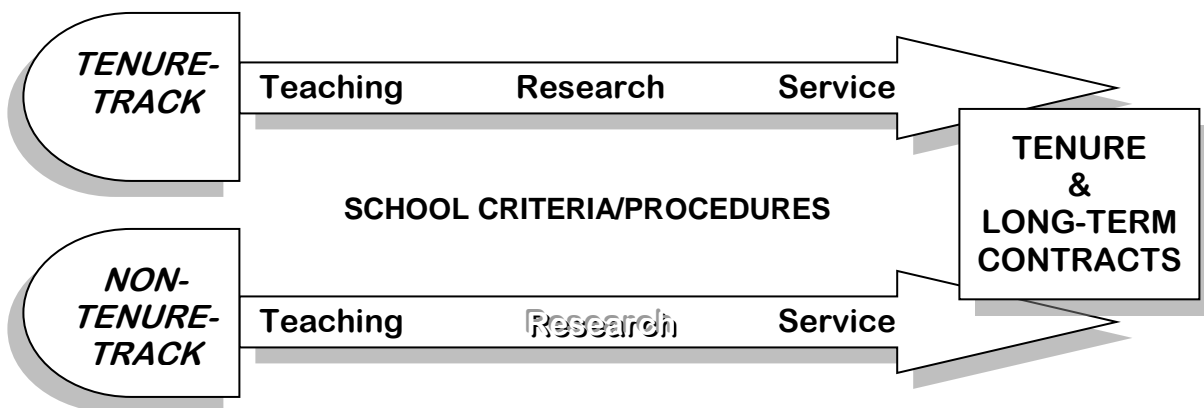 TENURE-
TRACK
Teaching Research Service
TENURE
&
LONG-TERM
CONTRACTS
SCHOOL CRITERIA/PROCEDURES
NON-
TENURE-
TRACK
Teaching Research Service